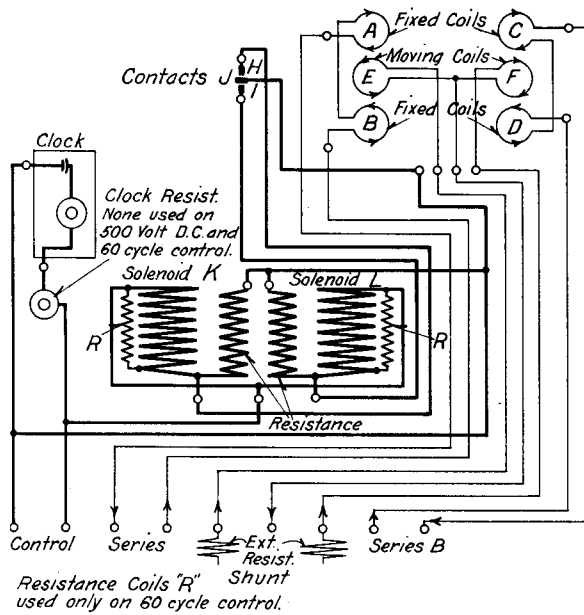 A
Fixed Coils
C
Moving Coils
E
F
Fixed Coils
B
D
Contacts
J
H
I
Clock
Clock Resist.
None used on
500 Volt D.C. and
60 cycle control.
Solenoid K
Solenoid L
R
R
Resistance
Control
Series
Ext.
Resist.
Shunt
Series B
Resistance Coils "R"
used only on 60 cycle control.